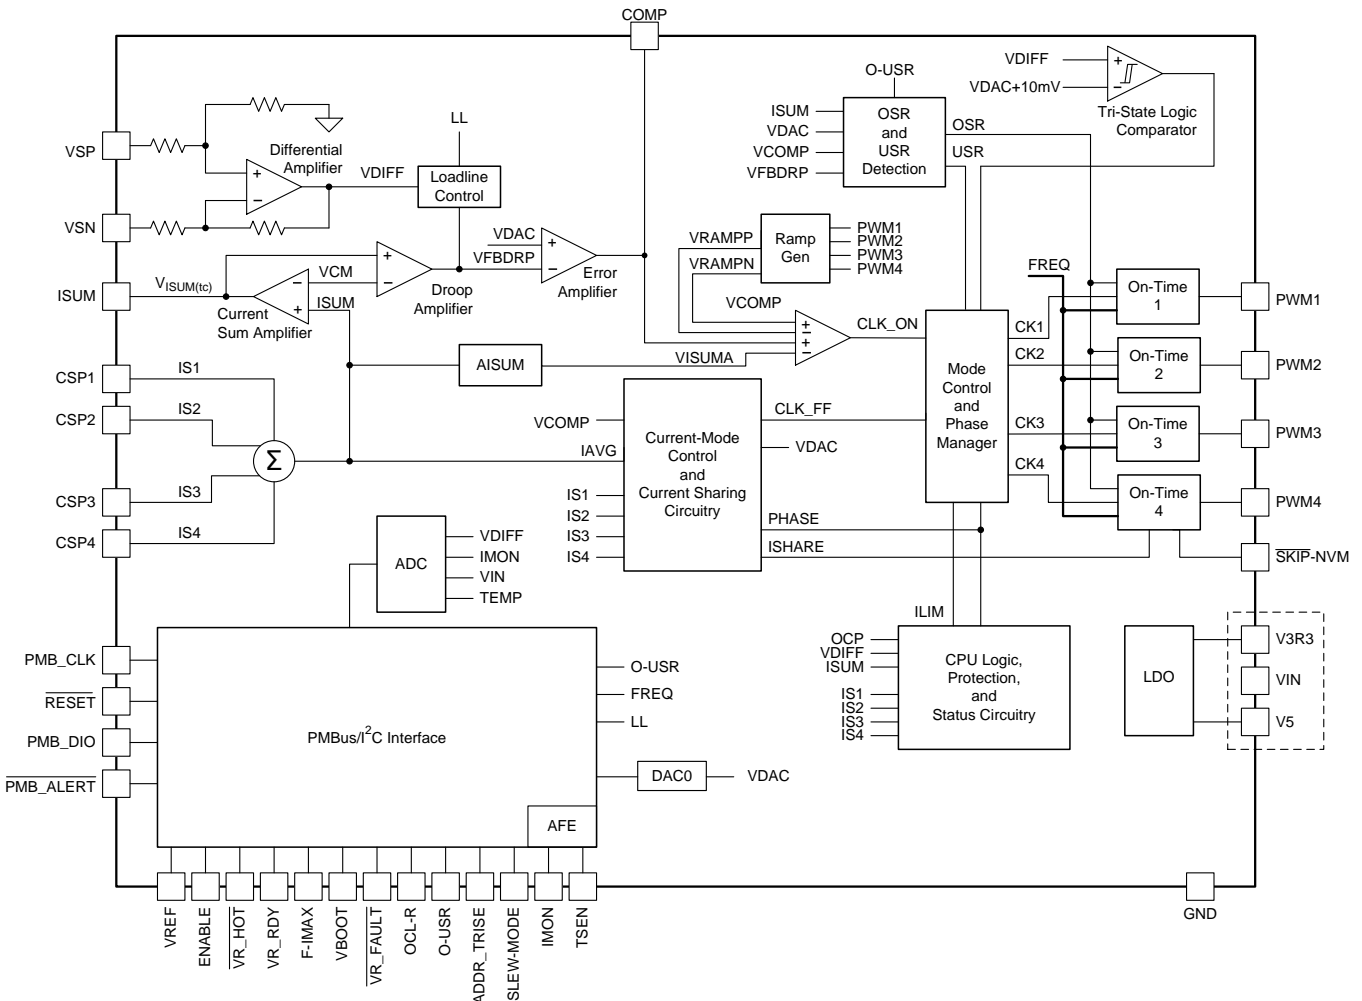 COMP
VDIFF
VDAC+10mV
Tri-State Logic
Comparator
O-USR
ISUM
VDAC
VCOMP
VFBDRP
OSR
and
USR
Detection
OSR
USR
VSP
VSN
Differential
Amplifier
VDIFF
LL
Loadline
Control
VDAC
VFBDRP
Error
Amplifier
VRAMPP
VRAMPN
Ramp
Gen
PWM1
PWM2
PWM3
PWM4
FREQ
ISUM
VISUM(tc)
VCM
ISUM
Current
Sum Amplifier
Droop
Amplifier
VCOMP
CLK_ON
VISUMA
AISUM
Mode
Control
and
Phase
Manager
CK1
CK2
CK3
CK4
On-Time
1
On-Time
2
On-Time
3
On-Time
4
PWM1
PWM2
PWM3
PWM4
SKIP-NVM
CSP1
CSP2
CSP3
CSP4
IS1
IS2
IS3
IS4
Σ
VCOMP
IAVG
IS1
IS2
IS3
IS4
Current-Mode
Control
and
Current Sharing
Circuitry
CLK_FF
VDAC
PHASE
ISHARE
ADC
VDIFF
IMON
VIN
TEMP
ILIM
OCP
VDIFF
ISUM
IS1
IS2
IS3
IS4
CPU Logic,
Protection,
and
Status Circuitry
LDO
V3R3
VIN
V5
PMB_CLK
RESET
PMB_DIO
PMB_ALERT
PMBus/I2C Interface
O-USR
FREQ
LL
DAC0
VDAC
AFE
VREF
ENABLE
VR_HOT
VR_RDY
F-IMAX
VBOOT
VR_FAULT
OCL-R
O-USR
ADDR_TRISE
SLEW-MODE
IMON
TSEN
GND